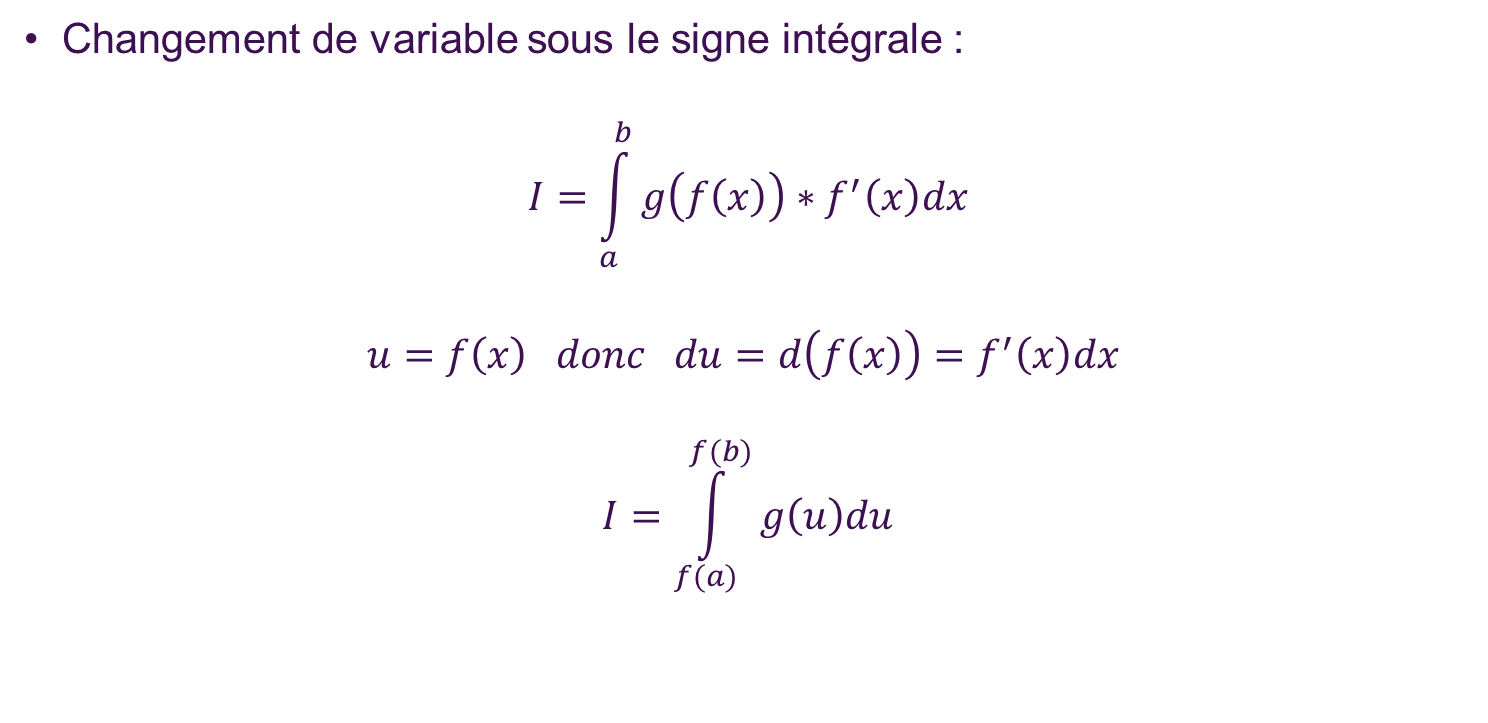 • Changement de variable sous le signe intégrale :
I = ∫_a^b g(f(x)) * f′(x)dx
u = f(x) donc du = d(f(x)) = f′(x)dx
I = ∫_{f(a)}^{f(b)} g(u)du